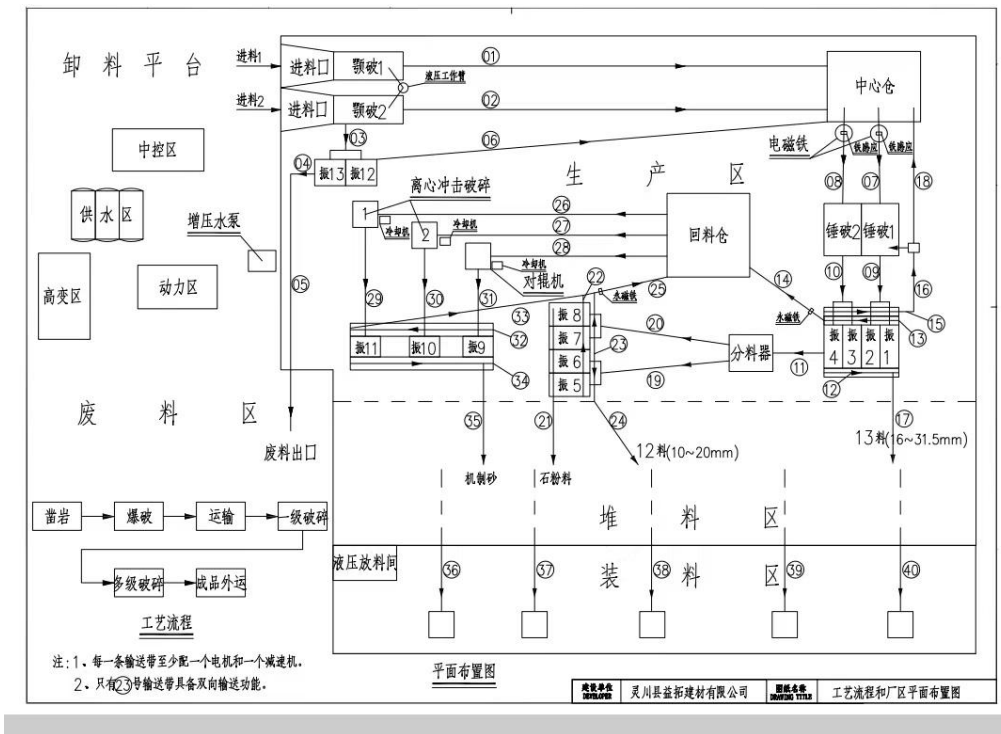 卸料平台
进料1
进料2
进料口
进料口
颚破1
颚破2
液压工作臂
01
02
03
04
05
06
中心仓
电磁铁
铁路应
铁路应
中控区
供水区
增压水泵
高变区
动力区
振13
振12
生产区
离心冲击破碎
1
2
冷却机
冷却机
冷却机
对辊机
26
27
28
回料仓
08
07
18
锤破2
锤破1
10
09
16
14
永磁铁
永磁铁
22
25
29
30
31
33
32
34
振11
振10
振9
振8
振7
振6
振5
20
23
19
分料器
11
振4
振3
振2
振1
15
13
12
废料区
废料出口
35
21
24
17
12料(10~20mm)
13料(16~31.5mm)
机制砂
石粉料
堆料区
凿岩
爆破
运输
一级破碎
多级破碎
成品外运
工艺流程
液压放料间
装料区
36
37
38
39
40
注:1、每一条输送带至少配一个电机和一个减速机。
2、只有23号输送带具备双向输送功能。
平面布置图
建设单位
DEVELOPER
灵川县益拓建材有限公司
图纸名称
DRAWING TITLE
工艺流程和厂区平面布置图